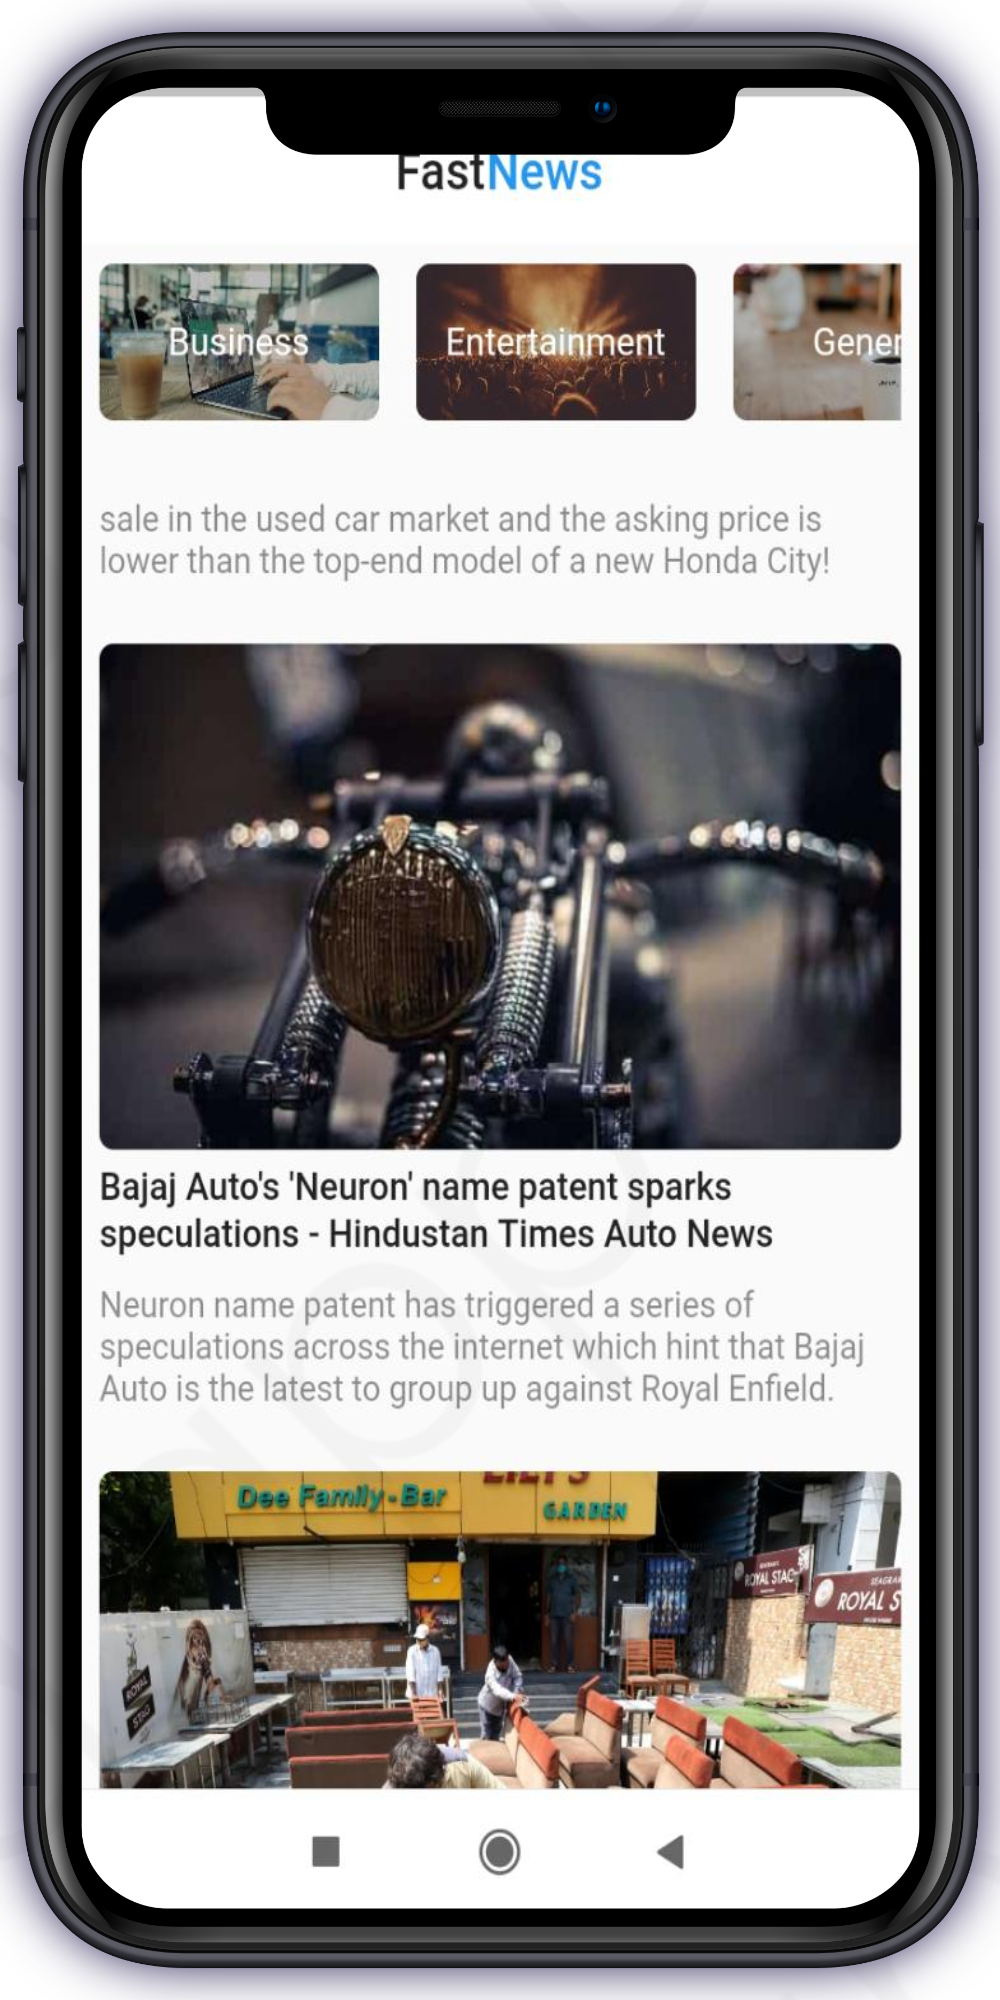 FastNews
Business
Entertainment
Gener
sale in the used car market and the asking price is
lower than the top-end model of a new Honda City!
Bajaj Auto's 'Neuron' name patent sparks
speculations - Hindustan Times Auto News
Neuron name patent has triggered a series of
speculations across the internet which hint that Bajaj
Auto is the latest to group up against Royal Enfield.
Dee Family-Bar
GARDEN
ROYAL STAG
ROYAL S
ROYAL
STAG